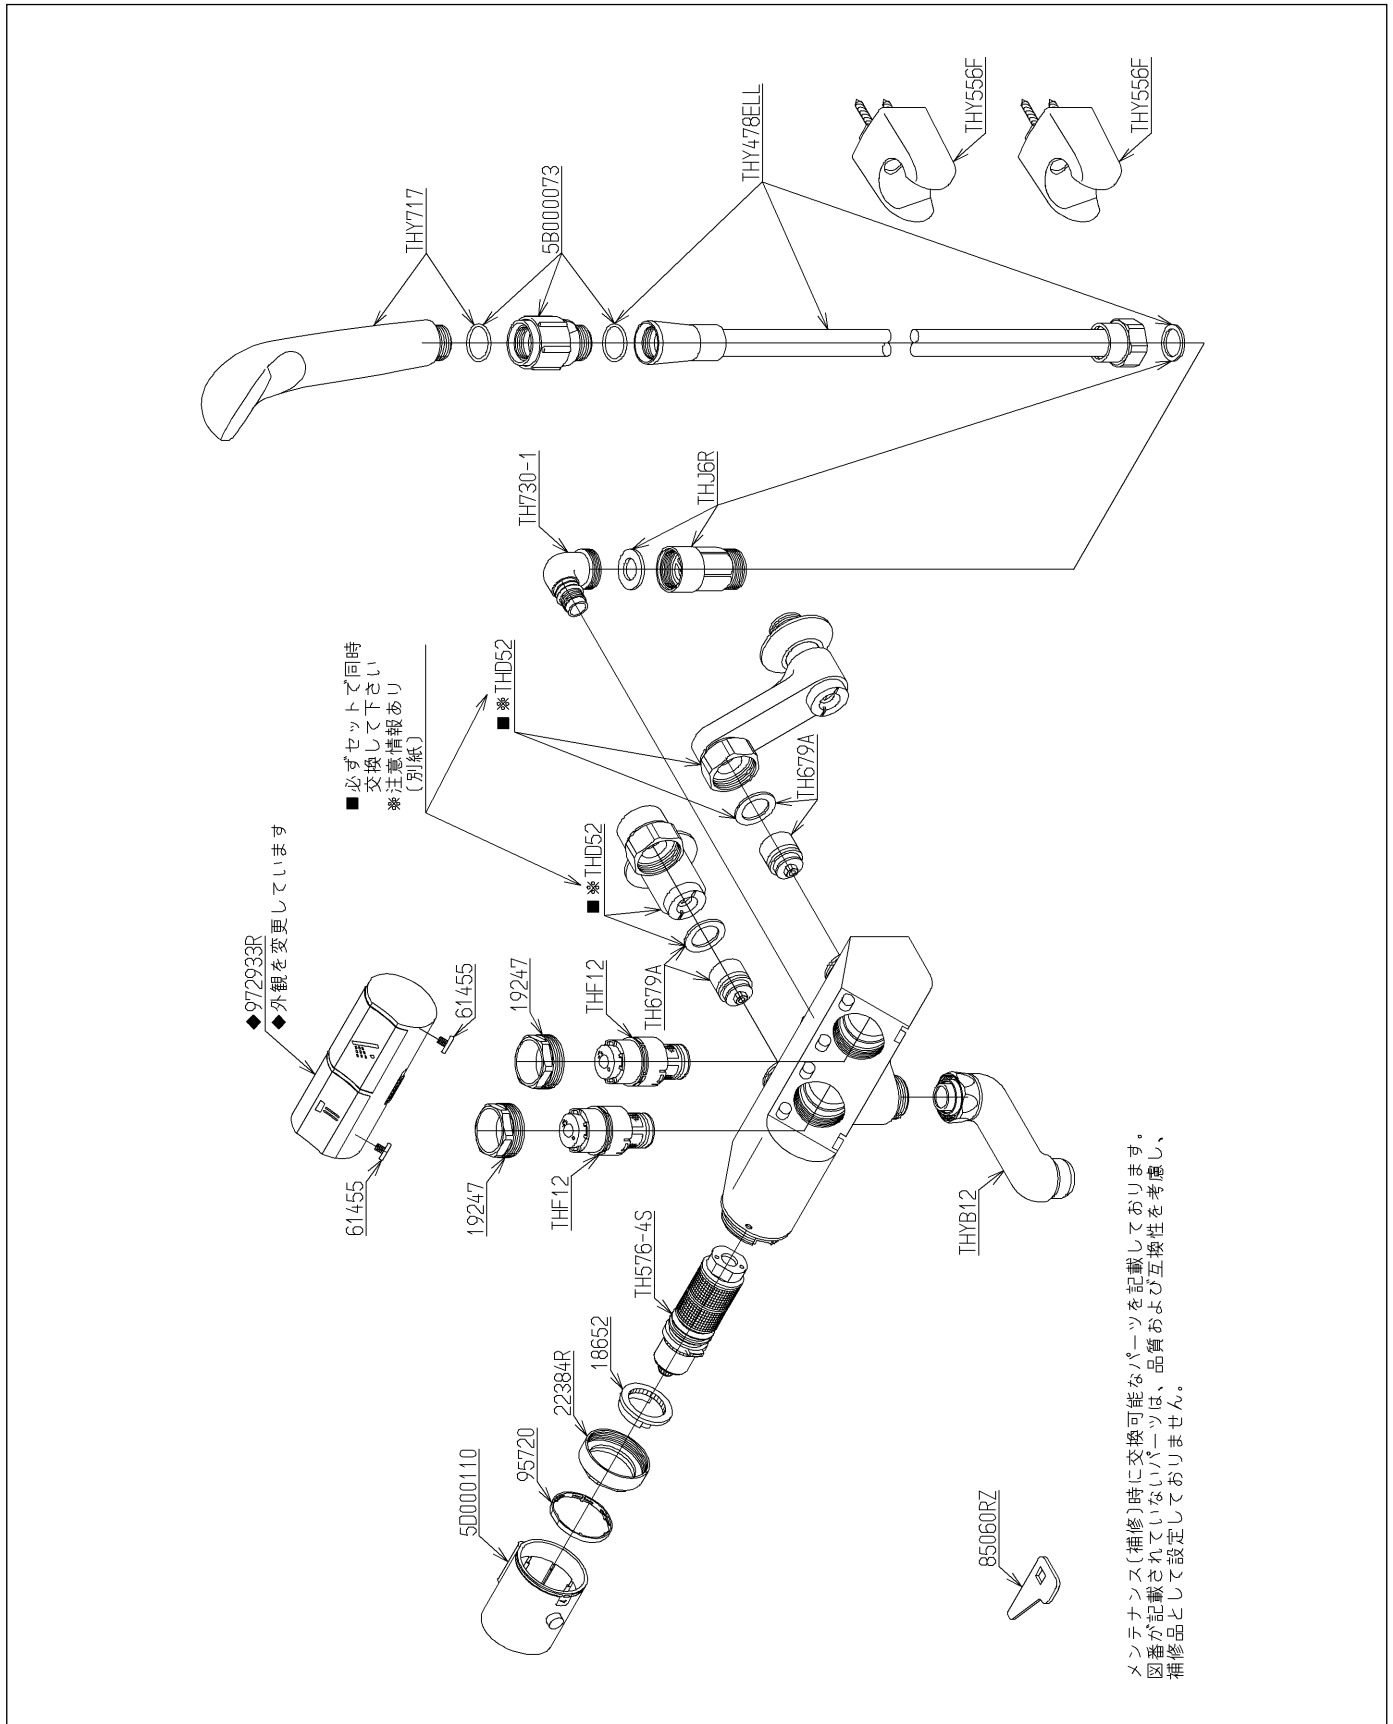 THY717
5B000073
THY478ELL
THY556F
THY556F
TH730-1
THJ6R
■必ずセットで同時
交換して下さい
※注意情報あり
(別紙)
■※THD52
■※THD52
TH679A
TH679A
◆972933R
◆外観を変更しています
61455
61455
19247
19247
THF12
THF12
TH576-4S
18652
22384R
95720
5D000110
THYB12
85060RZ
メンテナンス(補修)時に交換可能なパーツを記載しております。
図番が記載されていないパーツは、品質および互換性を考慮し、
補修品として設定しておりません。